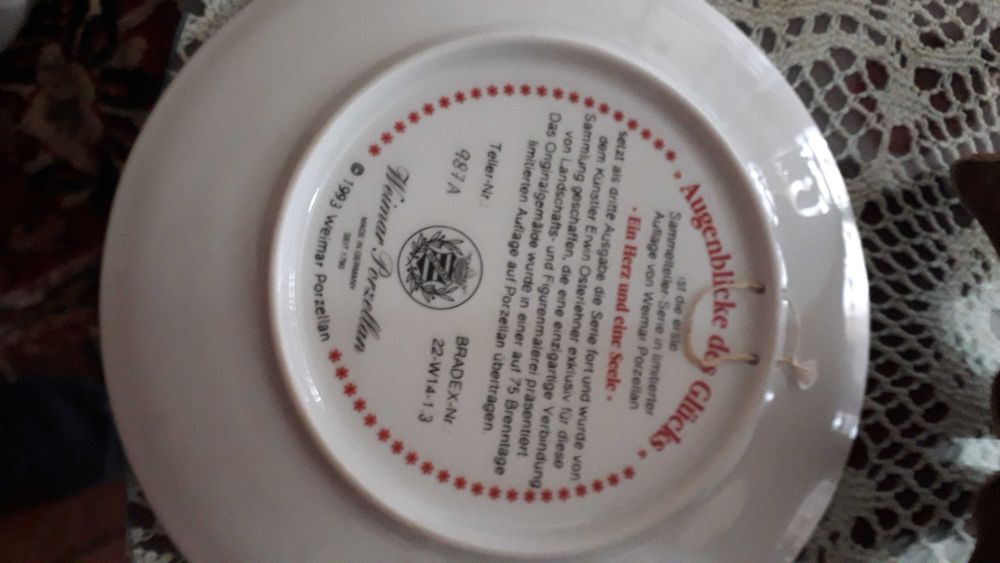 » Augenblicke des Glücks «
ist die erste
Sammelteller Serie in limitierter
Auflage von Weimar Porzellan
» Ein Herz und eine Seele «
setzt als dritte Ausgabe die Serie fort und wurde von
dem Künstler Erwin Osterlehner exklusiv für diese
Sammlung geschaffen, die eine einzigartige Verbindung
von Landschafts- und Figurenmalerei präsentiert.
Das Originalgemälde wurde in einer auf 75 Brenntage
limitierten Auflage auf Porzellan übertragen.
Teller-Nr.:
987A
BRADEX-Nr.:
22-W14-1.3
Weimar Porzellan
MADE IN GERMANY
SEIT 1790
© 1993 Weimar Porzellan